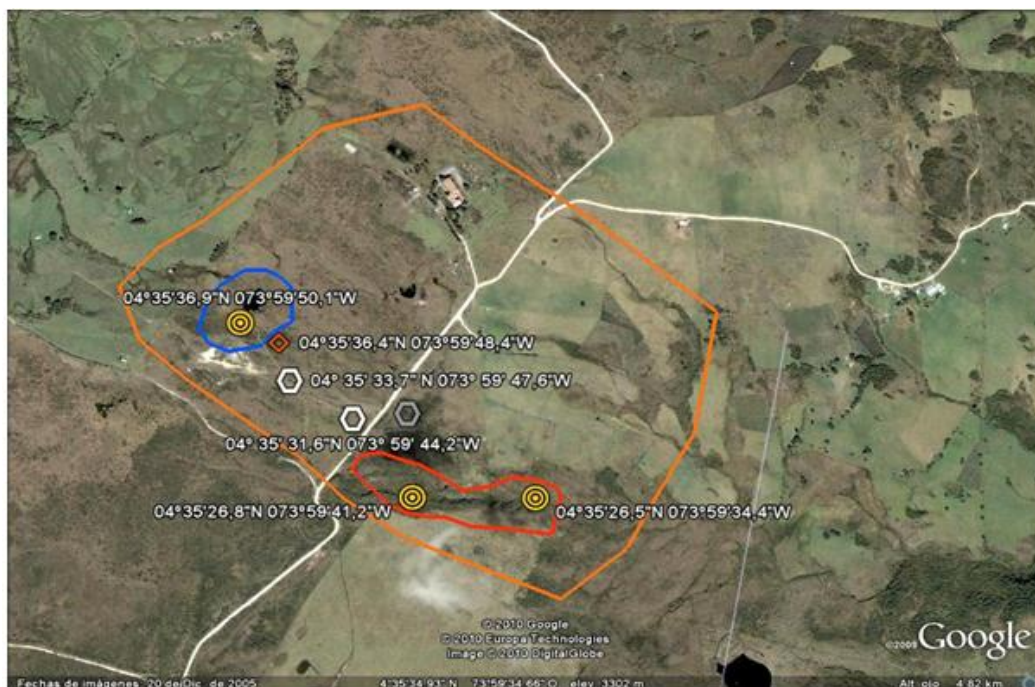 04°35'36,9"N 073°59'50,1"W
04°35'36,4"N 073°59'48,4"W
04° 35' 33,7" N 073° 59' 47,6"W
04° 35' 31,6"N 073° 59' 44,2"W
04°35'26,8"N 073°59'41,2"W
04°35'26,5"N 073°59'34,4"W
© 2010 Google
© 2010 Europa Technologies
Image © 2010 DigitalGlobe
©2009 Google
Fechas de imágenes: 20 de Dic. de 2005 4°35'34.93" N 73°59'34.66" O elev. 3302 m Alt. ojo 4.82 km